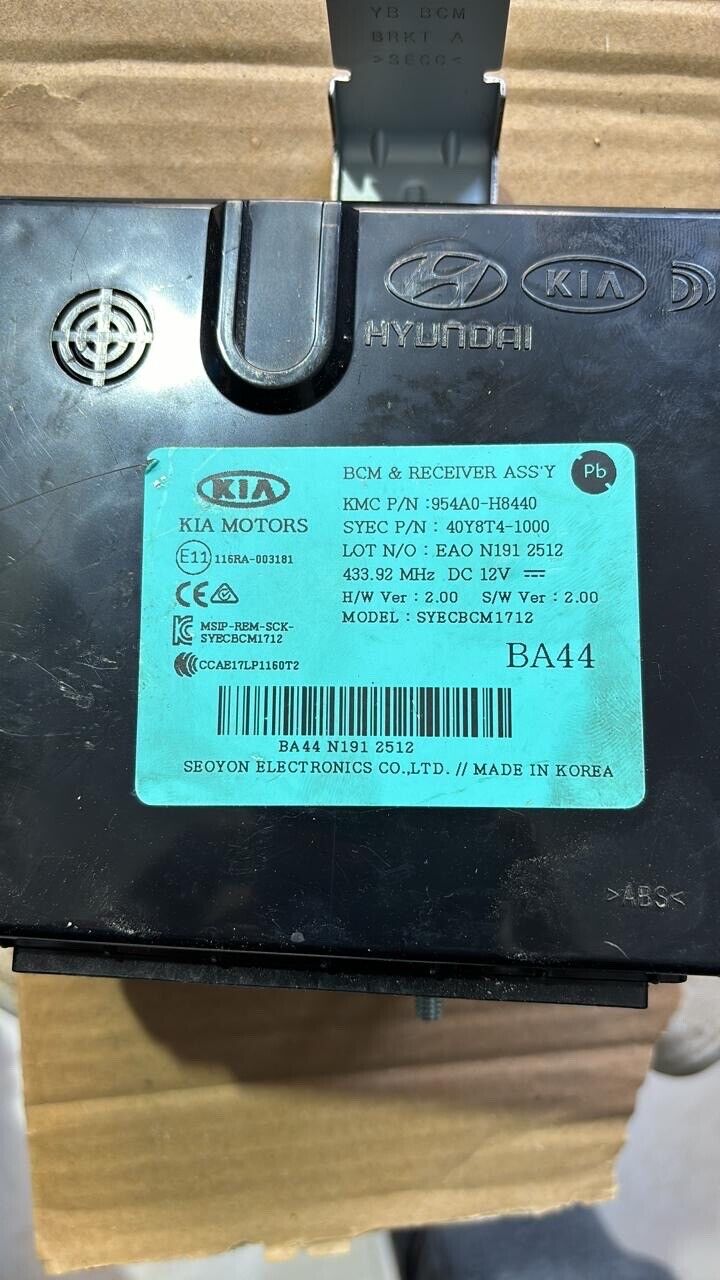 YB BCM
BRKT A
>SECC<
HYUNDAI
KIA
KIA
KIA MOTORS
BCM & RECEIVER ASS'Y
Pb
KMC P/N :954A0-H8440
SYEC P/N : 40Y8T4-1000
LOT N/O : EAO N191 2512
433.92 MHz DC 12V
H/W Ver : 2.00 S/W Ver : 2.00
MODEL : SYECBCM1712
E11 116RA-003181
CE
MSIP-REM-SCK-
SYECBCM1712
CCAB17LP1160T2
BA44
BA44 N191 2512
SEOYON ELECTRONICS CO.,LTD. // MADE IN KOREA
>ABS<